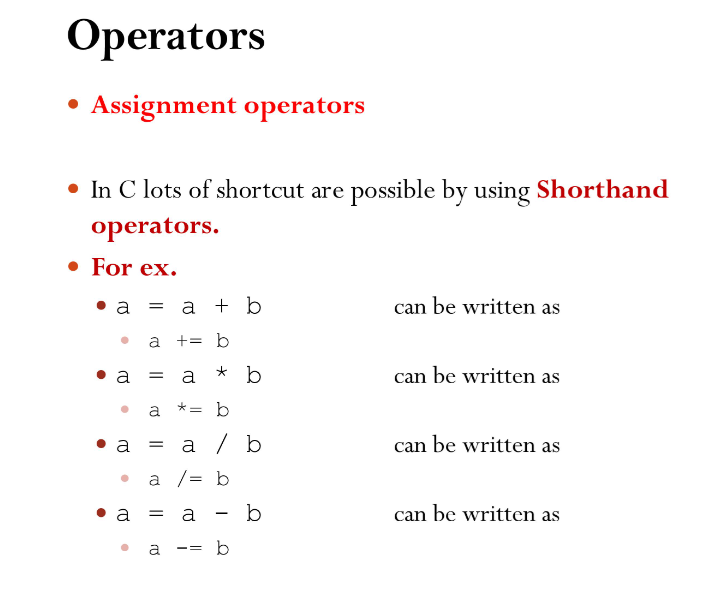 Operators
Assignment operators
In C lots of shortcut are possible by using Shorthand
operators.
For ex.
a = a + b can be written as
a += b
a = a * b can be written as
a *= b
a = a / b can be written as
a /= b
a = a - b can be written as
a -= b